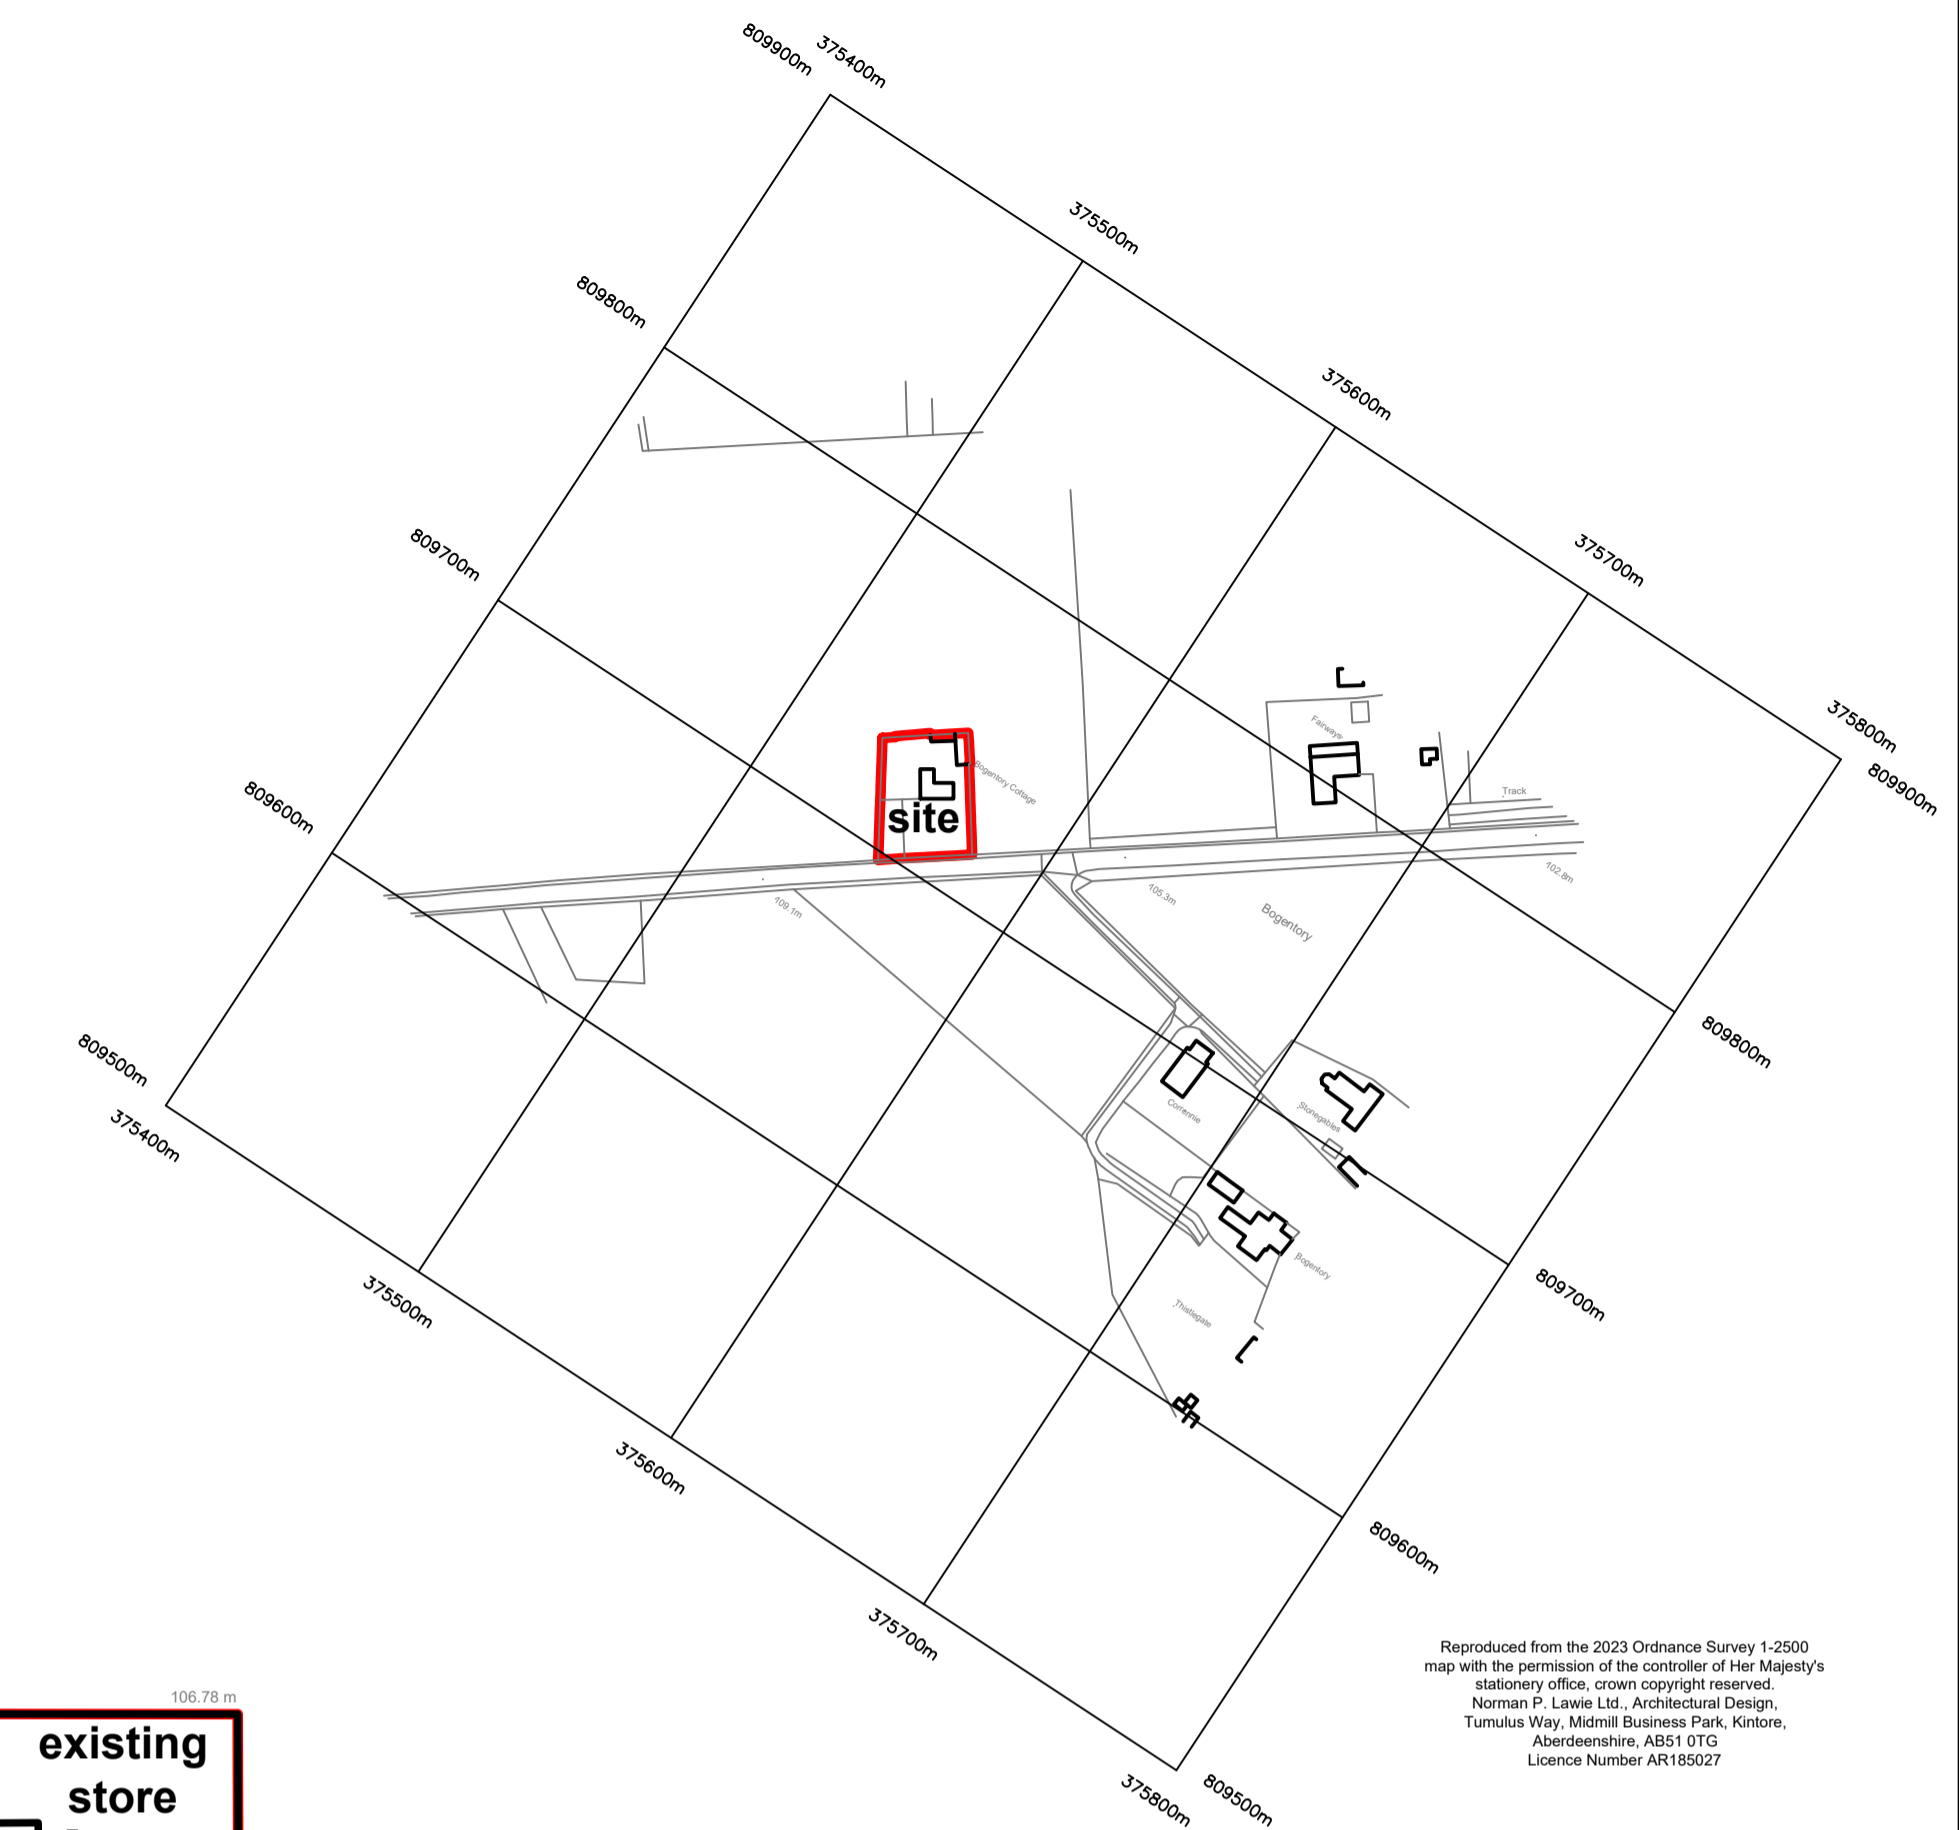 809900m
375400m
375500m
809800m
375600m
809700m
375700m
375800m
809900m
Fairways
Bogentory Cottage
Track
site
809600m
102.8m
105.3m
109.1m
Bogentory
809500m
375400m
809800m
Corrennie
Stonegables
Bogentory
809700m
375500m
Thistlegate
375600m
809600m
375700m
375800m
809500m
Reproduced from the 2023 Ordnance Survey 1-2500
map with the permission of the controller of Her Majesty's
stationery office, crown copyright reserved.
Norman P. Lawie Ltd., Architectural Design,
Tumulus Way, Midmill Business Park, Kintore,
Aberdeenshire, AB51 0TG
Licence Number AR185027
106.78 m
existing
store